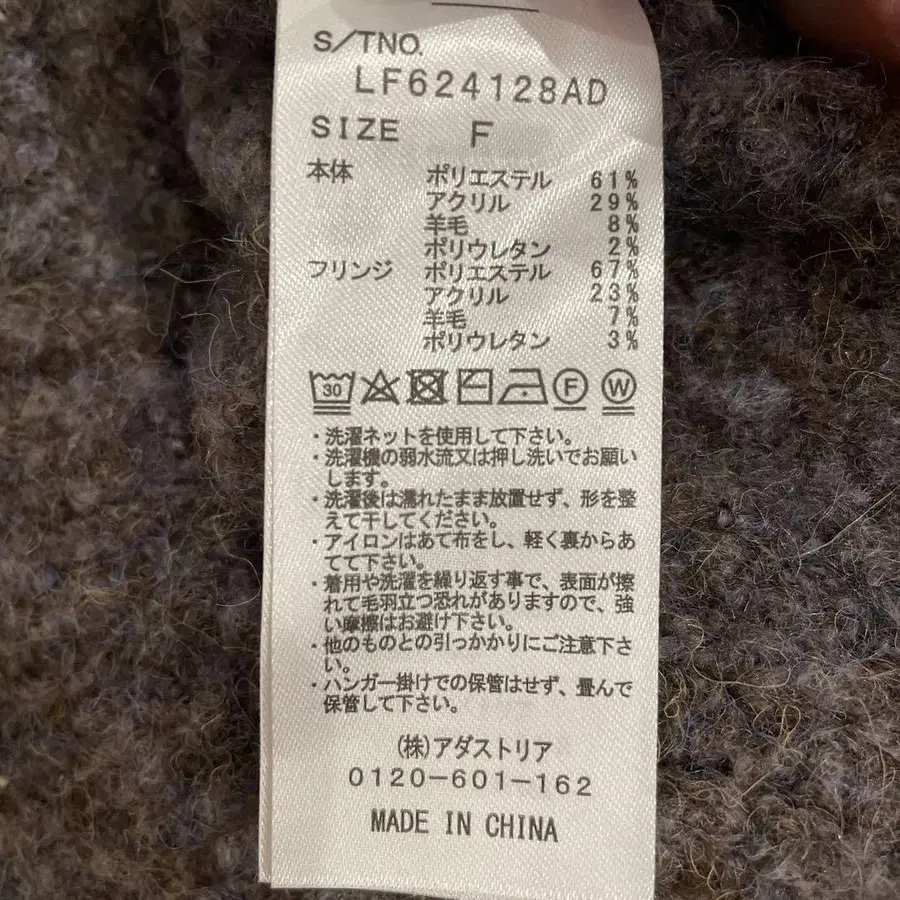 S/TNO.
LF624128AD
SIZE F
本体 ポリエステル 61%
アクリル 29%
羊毛 8%
ポリウレタン 2%
フリンジ ポリエステル 67%
アクリル 23%
羊毛 7%
ポリウレタン 3%
30 F W
・洗濯ネットを使用して下さい。
・洗濯機の弱水流又は押し洗いでお願い
します。
・洗濯後は濡れたまま放置せず、形を整
えて干してください。
・アイロンはあて布をし、軽く裏からあ
てて下さい。
・着用や洗濯を繰り返す事で、表面が擦
れて毛羽立つ恐れがありますので、強
い摩擦はお避け下さい。
・他のものとの引っかかりにご注意下さ
い。
・ハンガー掛けでの保管はせず、畳んで
保管して下さい。
(株)アダストリア
0120-601-162
MADE IN CHINA